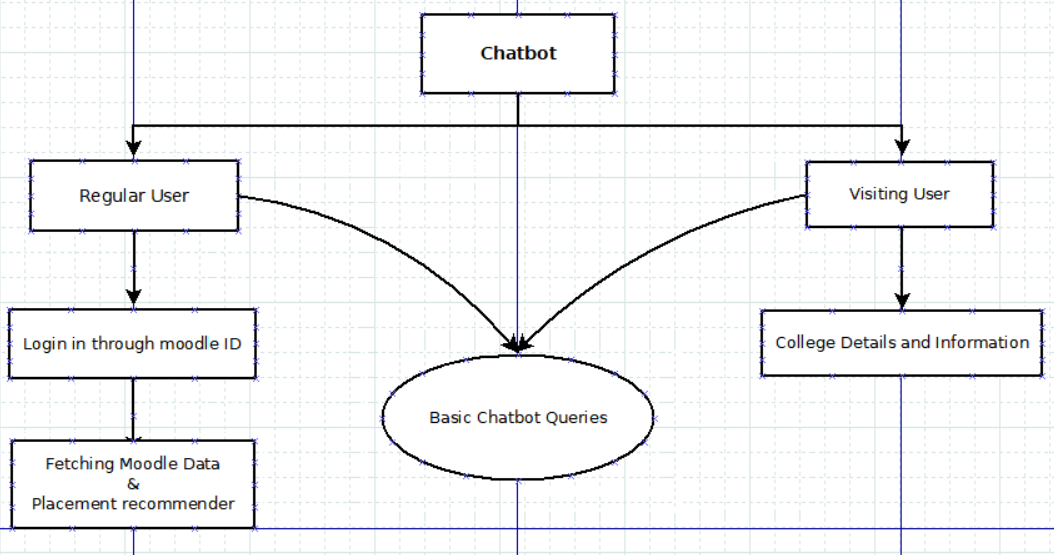 Chatbot
Regular User
Visiting User
Login in through moodle ID
College Details and Information
Basic Chatbot Queries
Fetching Moodle Data
&
Placement recommender